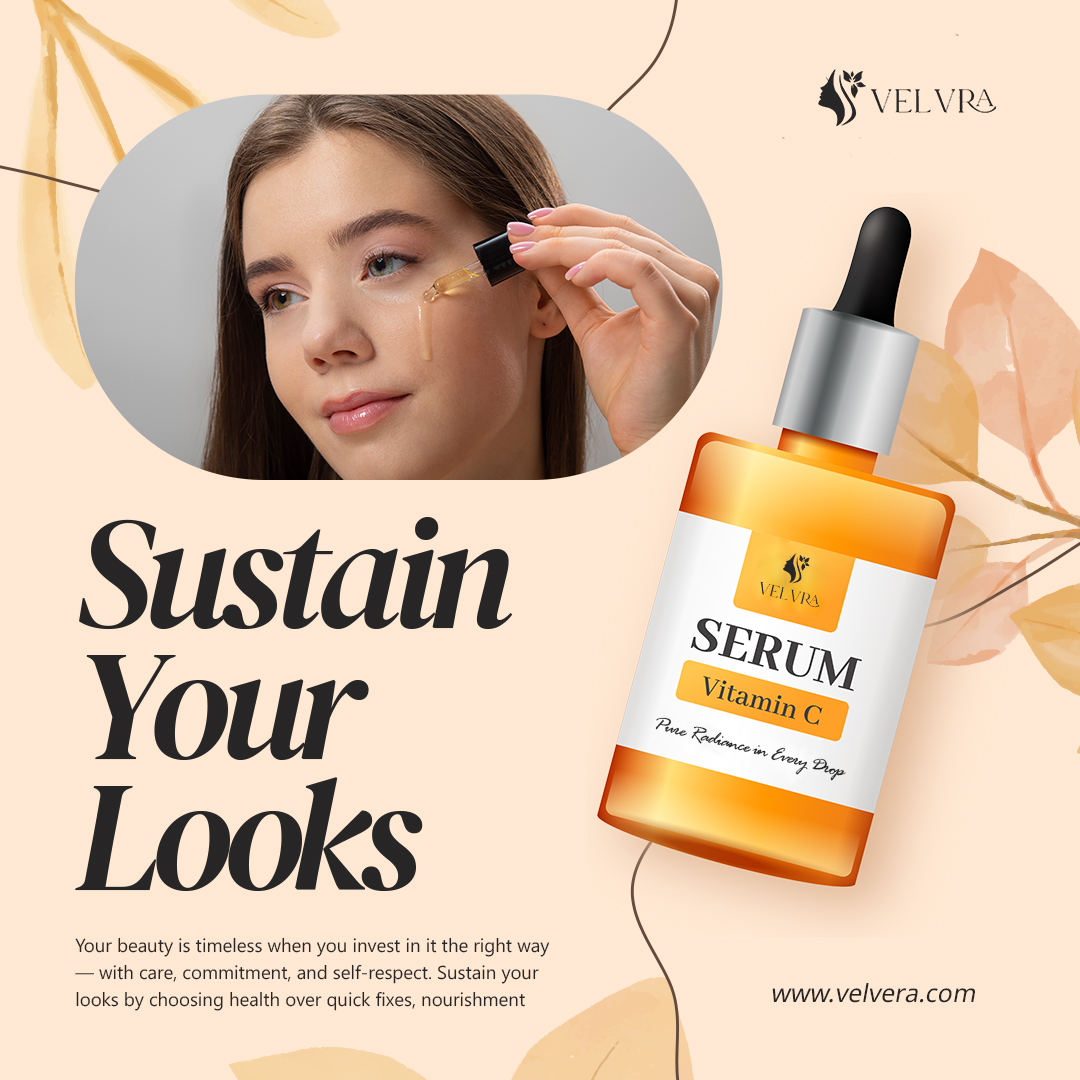 VELVRA
VELVRA
SERUM
Vitamin C
Pure Radiance in Every Drop
Sustain
Your
Looks
Your beauty is timeless when you invest in it the right way
— with care, commitment, and self-respect. Sustain your
looks by choosing health over quick fixes, nourishment
www.velvera.com